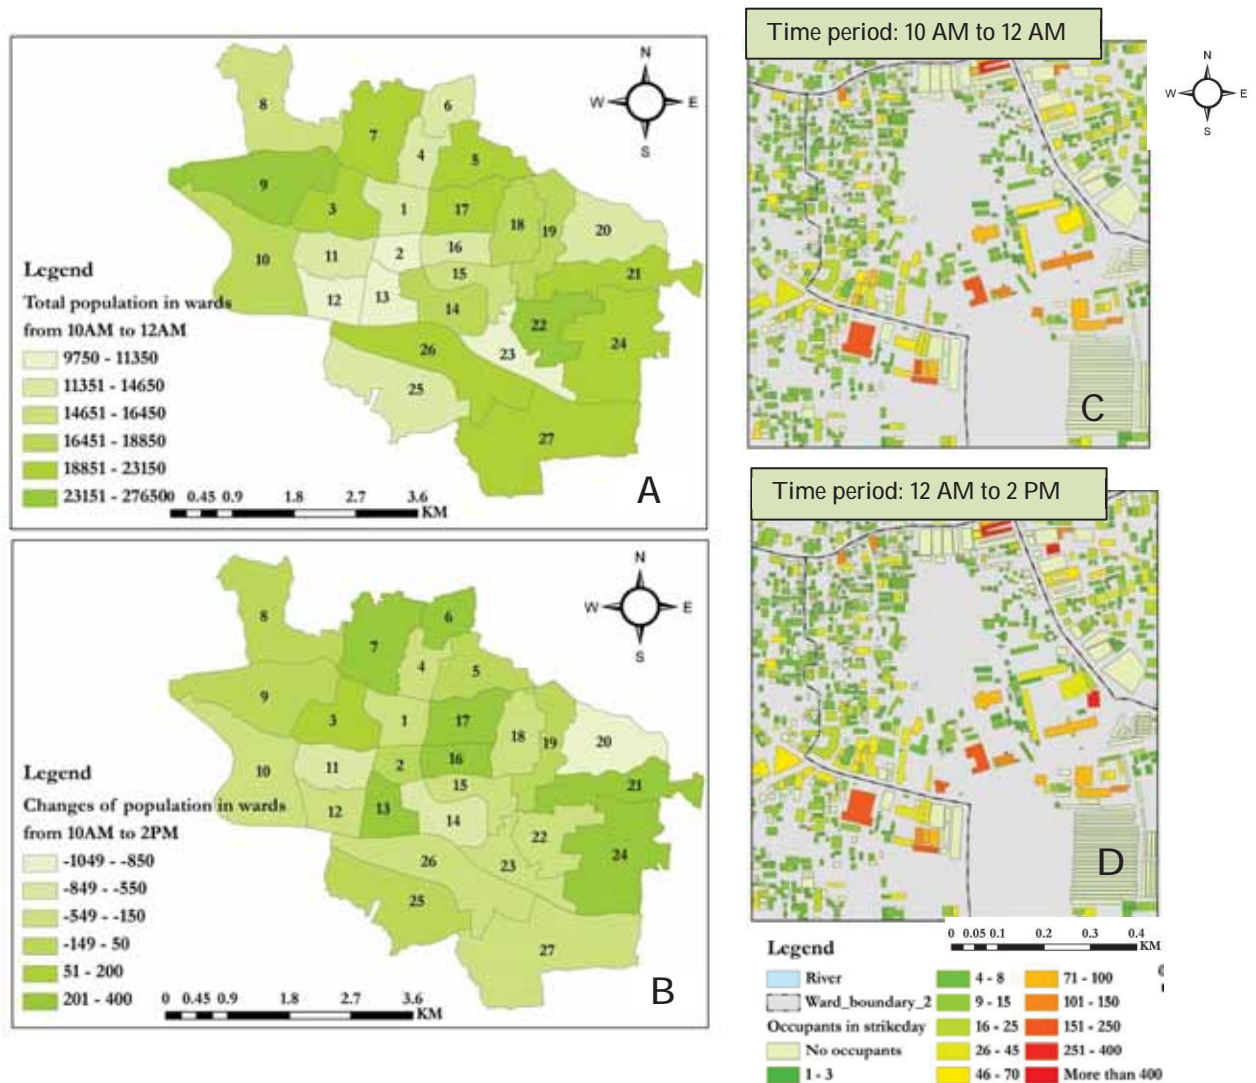 N
W E
S
8
7
6
4
5
9
3
1
17
18
19
20
10
11
2
16
15
21
12
13
14
22
23
24
26
25
27
Legend
Total population in wards
from 10AM to 12AM
9750 - 11350
11351 - 14650
14651 - 16450
16451 - 18850
18851 - 23150
23151 - 27650
0 0.45 0.9 1.8 2.7 3.6
KM
A
N
W E
S
8
7
6
4
5
9
3
1
17
18
19
20
10
11
2
16
15
21
12
13
14
22
23
24
26
25
27
Legend
Changes of population in wards
from 10AM to 2PM
-1049 - -850
-849 - -550
-549 - -150
-149 - 50
51 - 200
201 - 400
0 0.45 0.9 1.8 2.7 3.6
KM
B
Time period: 10 AM to 12 AM
N
W E
S
C
Time period: 12 AM to 2 PM
D
0 0.05 0.1 0.2 0.3 0.4
KM
Legend
River
Ward_boundary_2
Occupants in strikeday
No occupants
1 - 3
4 - 8
9 - 15
16 - 25
26 - 45
46 - 70
71 - 100
101 - 150
151 - 250
251 - 400
More than 400